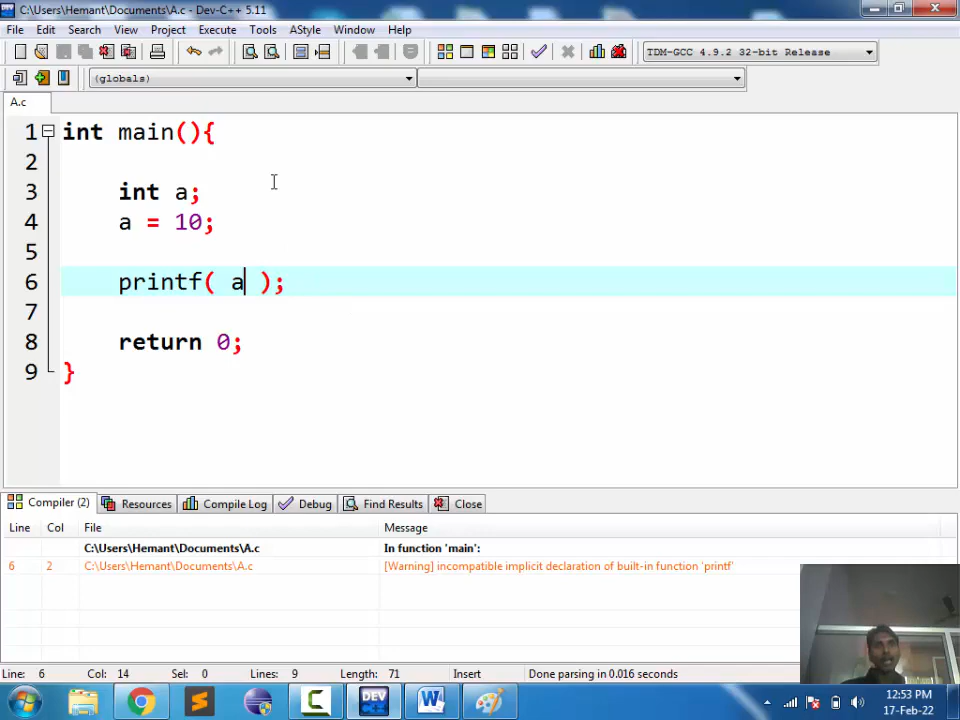 C:\Users\Hemant\Documents\A.c - Dev-C++ 5.11
File Edit Search View Project Execute Tools AStyle Window Help
TDM-GCC 4.9.2 32-bit Release
(globals)
A.c
1 int main(){
2
3 int a;
4 a = 10;
5
6 printf( a );
7
8 return 0;
9 }
Compiler (2) Resources Compile Log Debug Find Results Close
Line Col File Message
C:\Users\Hemant\Documents\A.c In function 'main':
6 2 C:\Users\Hemant\Documents\A.c [Warning] incompatible implicit declaration of built-in function 'printf'
Line: 6 Col: 14 Sel: 0 Lines: 9 Length: 71 Insert Done parsing in 0.016 seconds
DEV
12:53 PM
17-Feb-22